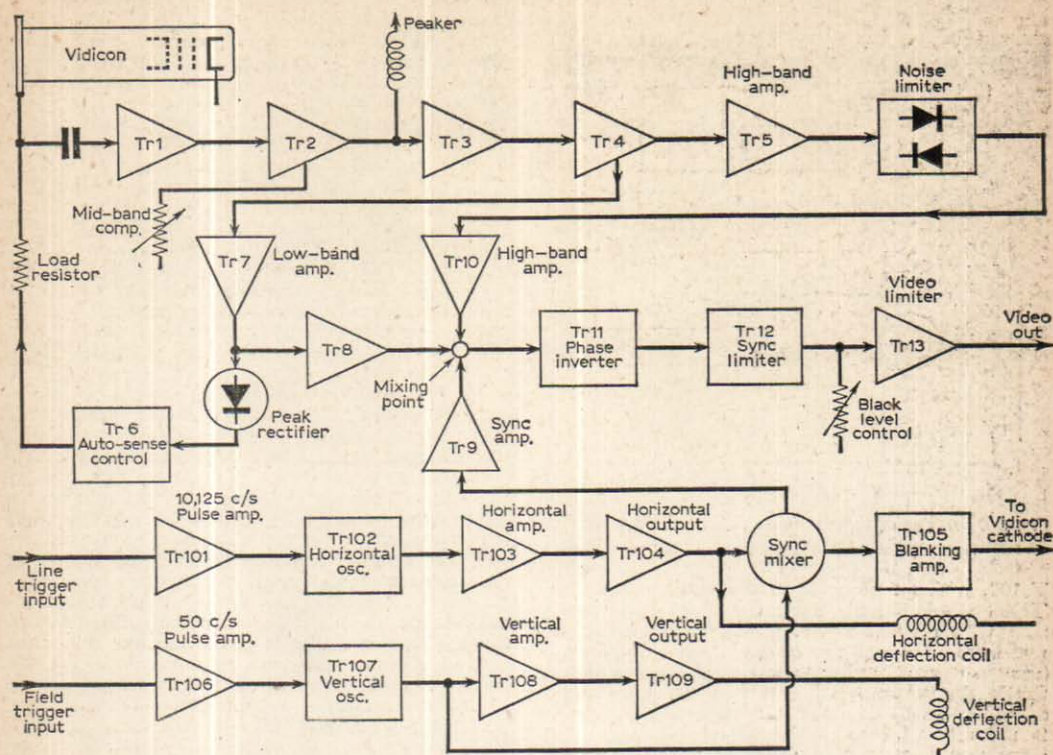 Vidicon
Peaker
High-band
amp.
Noise
limiter
Tr1
Tr2
Tr3
Tr4
Tr5
Mid-band
comp.
Load
resistor
Tr7
Low-band
amp.
Tr10
High-band
amp.
Video
limiter
Video
out
Tr8
Mixing
point
Tr11
Phase
inverter
Tr12
Sync
limiter
Tr13
Peak
rectifier
Tr9
Sync
amp.
Black
level
control
Tr 6
Auto-sense
control
10,125 c/s
Pulse amp.
Horizontal
amp.
Horizontal
output
To
Vidicon
cathode
Line
trigger
input
Tr101
Tr102
Horizontal
osc.
Tr103
Tr104
Sync
mixer
Tr105
Blanking
amp.
Horizontal
deflection coil
50 c/s
Pulse amp.
Vertical
amp.
Vertical
output
Field
trigger
input
Tr106
Tr107
Vertical
osc.
Tr108
Tr109
Vertical
deflection
coil